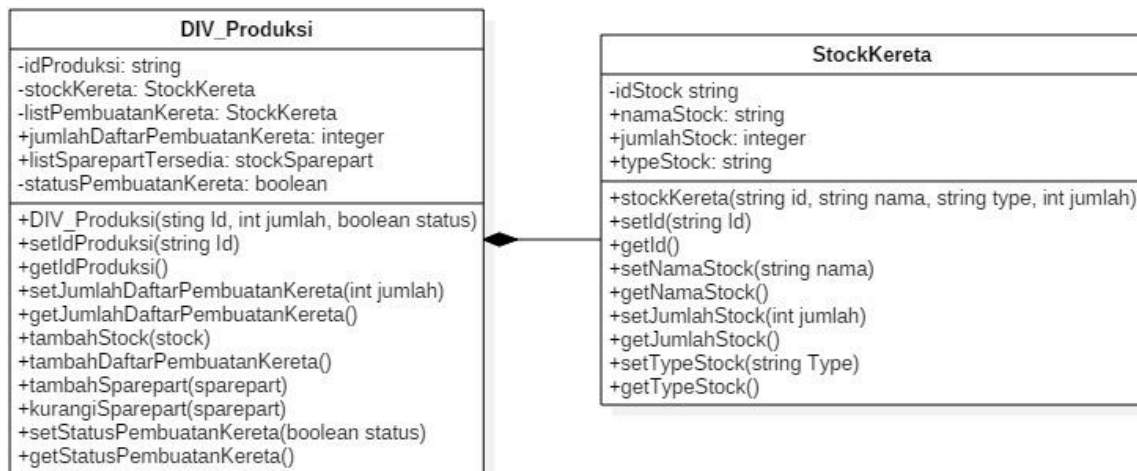 DIV_Produksi
-idProduksi: string
-stockKereta: StockKereta
-listPembuatanKereta: StockKereta
+jumlahDaftarPembuatanKereta: integer
+listSparepartTersedia: stockSparepart
-statusPembuatanKereta: boolean
+DIV_Produksi(sting Id, int jumlah, boolean status)
+setIdProduksi(string Id)
+getIdProduksi()
+setJumlahDaftarPembuatanKereta(int jumlah)
+getJumlahDaftarPembuatanKereta()
+tambahStock(stock)
+tambahDaftarPembuatanKereta()
+tambahSparepart(sparepart)
+kurangiSparepart(sparepart)
+setStatusPembuatanKereta(boolean status)
+getStatusPembuatanKereta()
StockKereta
-idStock string
+namaStock: string
+jumlahStock: integer
+typeStock: string
+stockKereta(string id, string nama, string type, int jumlah)
+setId(string Id)
+getId()
+setNamaStock(string nama)
+getNamaStock()
+setJumlahStock(int jumlah)
+getJumlahStock()
+setTypeStock(string Type)
+getTypeStock()